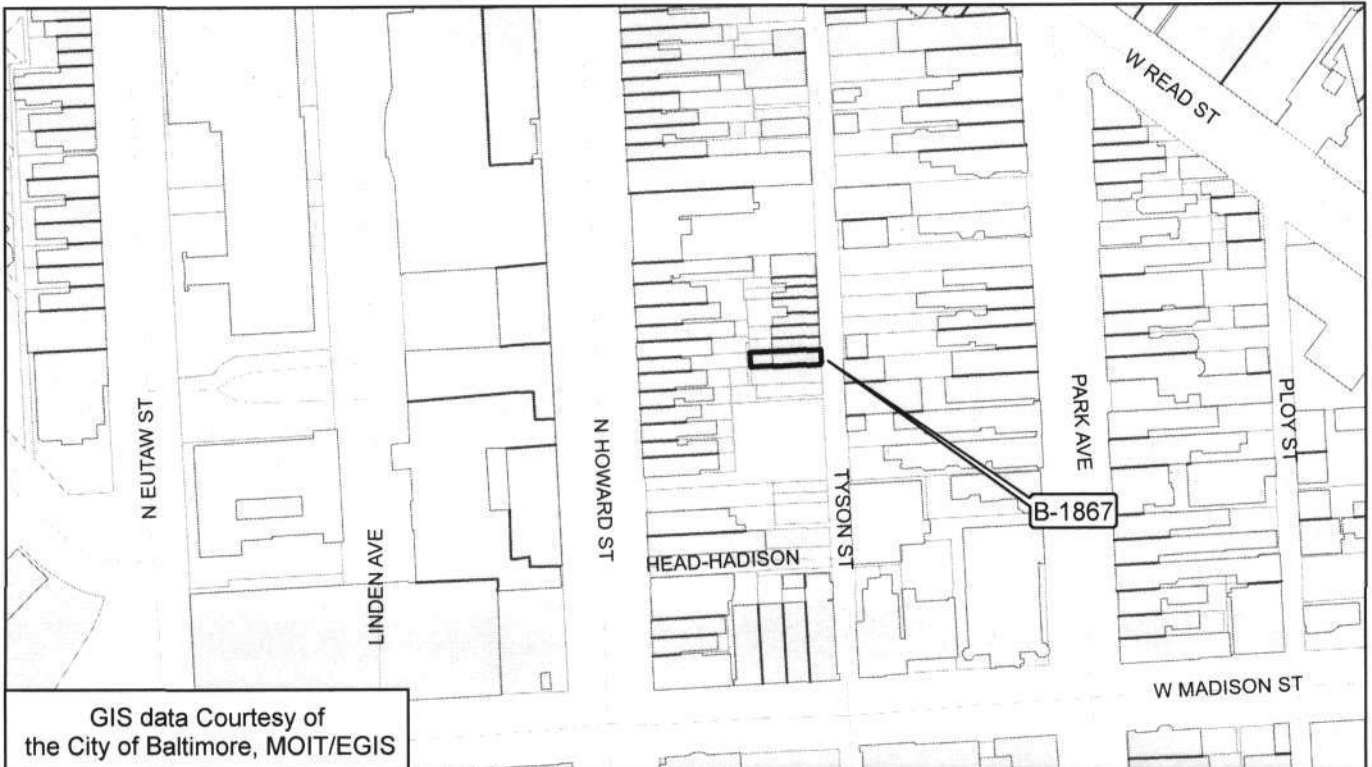 W READ ST
N EUTAW ST
LINDEN AVE
N HOWARD ST
TYSON ST
PARK AVE
PLOY ST
B-1867
HEAD-HADISON
W MADISON ST
GIS data Courtesy of
the City of Baltimore, MOIT/EGIS